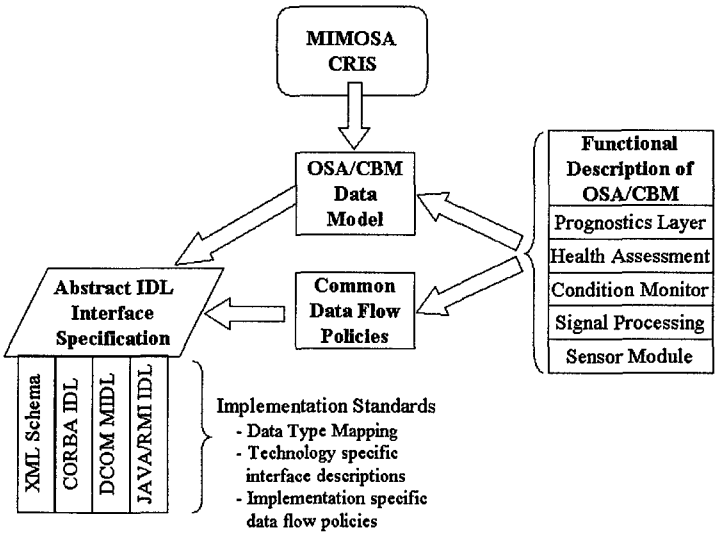 MIMOSA
CRIS
OSA/CBM
Data
Model
Functional
Description of
OSA/CBM
Prognostics Layer
Health Assessment
Condition Monitor
Signal Processing
Sensor Module
Common
Data Flow
Policies
Abstract IDL
Interface
Specification
XML Schema
CORBA IDL
DCOM MIDL
JAVA/RMI IDL
Implementation Standards
- Data Type Mapping
- Technology specific
interface descriptions
- Implementation specific
data flow policies